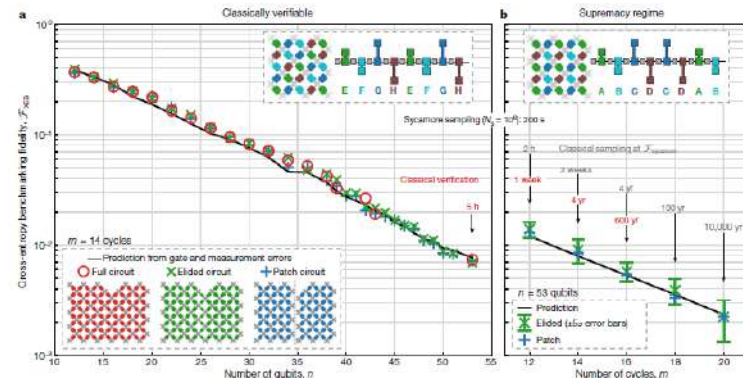 a
Classically verifiable
b
Supremacy regime
Cross-entropy benchmarking fidelity,
10⁰
10⁻¹
10⁻²
10⁻³
E F G H E F G H
A B C D C D A B
Sycamore sampling (Nₛ = 10⁶): 200 s
Classical sampling at
Classical verification
5 h
2 h
1 week
2 weeks
4 yr
4 yr
600 yr
100 yr
10,000 yr
m = 14 cycles
Prediction from gate and measurement errors
Full circuit
Elided circuit
Patch circuit
n = 53 qubits
Prediction
Elided (±5σ error bars)
Patch
10 15 20 25 30 35 40 45 50 55
Number of qubits, n
12 14 16 18 20
Number of cycles, m